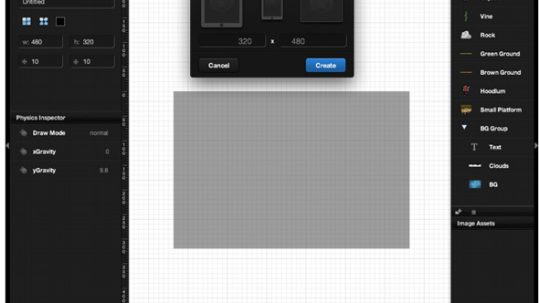 Untitled
w: 480 h: 320
10 10
Physics Inspector
Draw Mode normal
xGravity 0
yGravity 9.8
320 x 480
Cancel Create
Vine
Rock
Green Ground
Brown Ground
Hoodlum
Small Platform
BG Group
Text
Clouds
BG
Image Assets